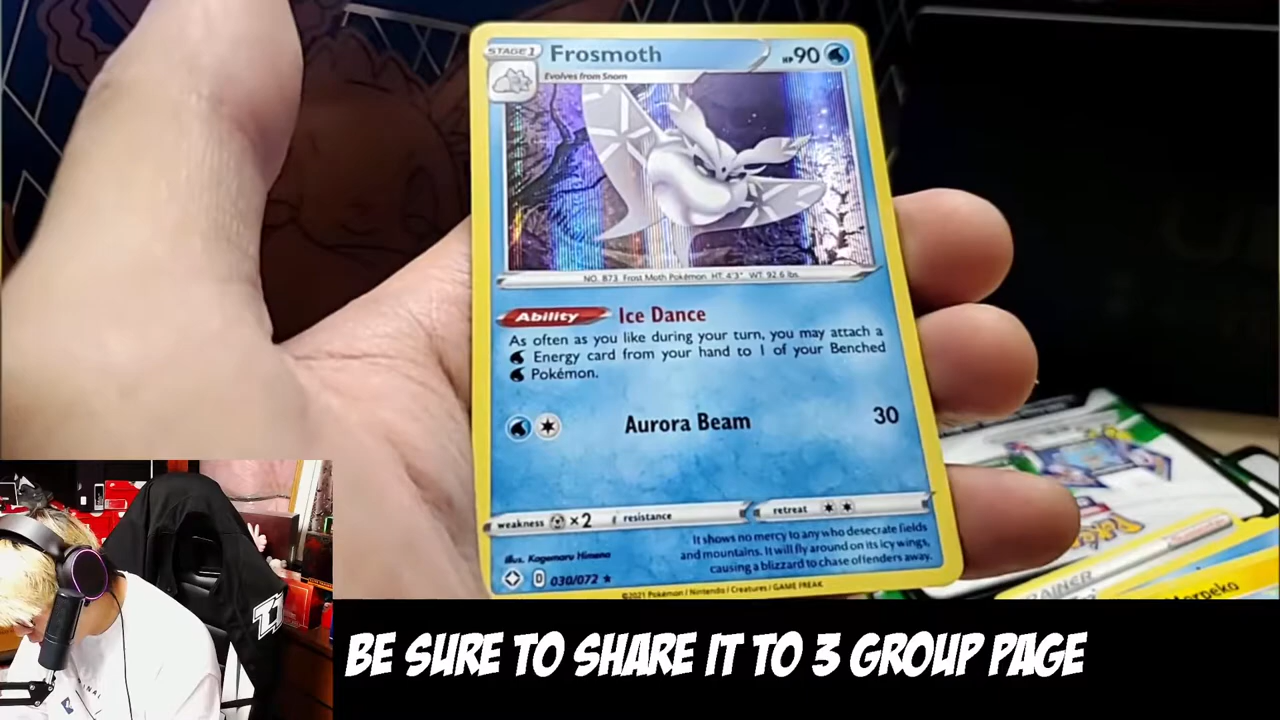 STAGE 1 Frosmoth HP 90
Evolves from Snom
NO. 873 Frost Moth Pokémon HT: 4'3" WT: 92.6 lbs.
Ability Ice Dance
As often as you like during your turn, you may attach a
Energy card from your hand to 1 of your Benched
Pokémon.
Aurora Beam 30
weakness ×2 resistance retreat
It shows no mercy to any who desecrate fields
and mountains. It will fly around on its icy wings,
causing a blizzard to chase offenders away.
Illus. Kagemaru Himeno
D 030/072 ★
©2021 Pokémon / Nintendo / Creatures / GAME FREAK
Pokémon
TRAINER
Morpeko
BE SURE TO SHARE IT TO 3 GROUP PAGE